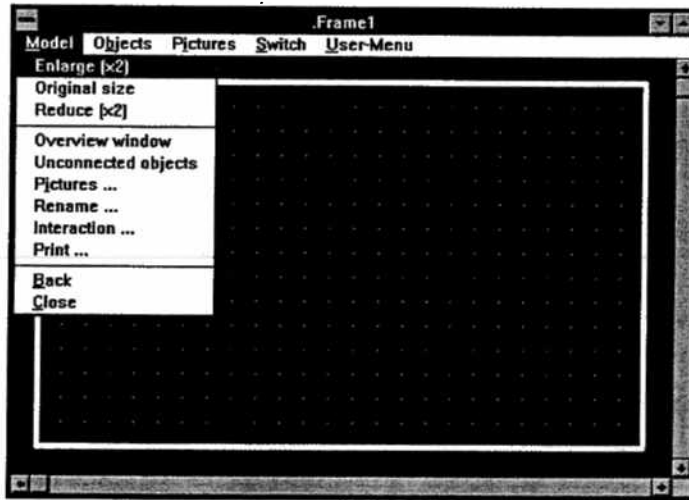 .Frame1
Model Objects Pictures Switch User-Menu
Enlarge (x2)
Original size
Reduce (x2)
Overview window
Unconnected objects
Pictures ...
Rename ...
Interaction ...
Print ...
Back
Close